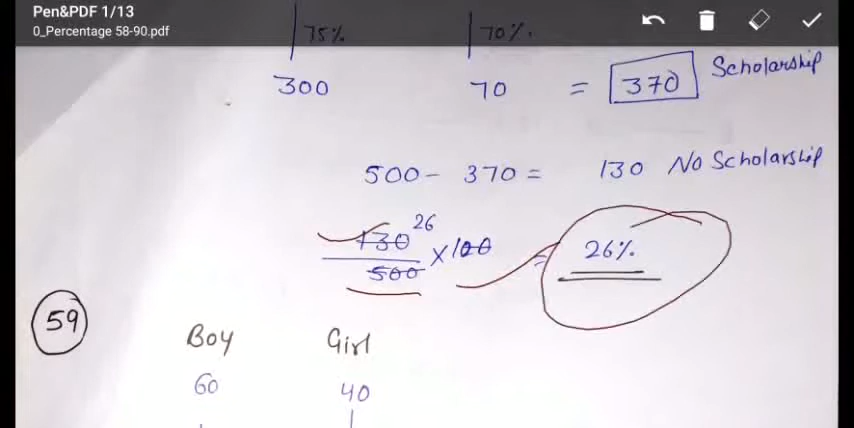 Pen&PDF 1/13
0_Percentage 58-90.pdf
75% 70%.
300 70 = 370 Scholarship
500 - 370 = 130 No Scholarship
130 26
500 × 100 = 26%
59
Boy Girl
60 40